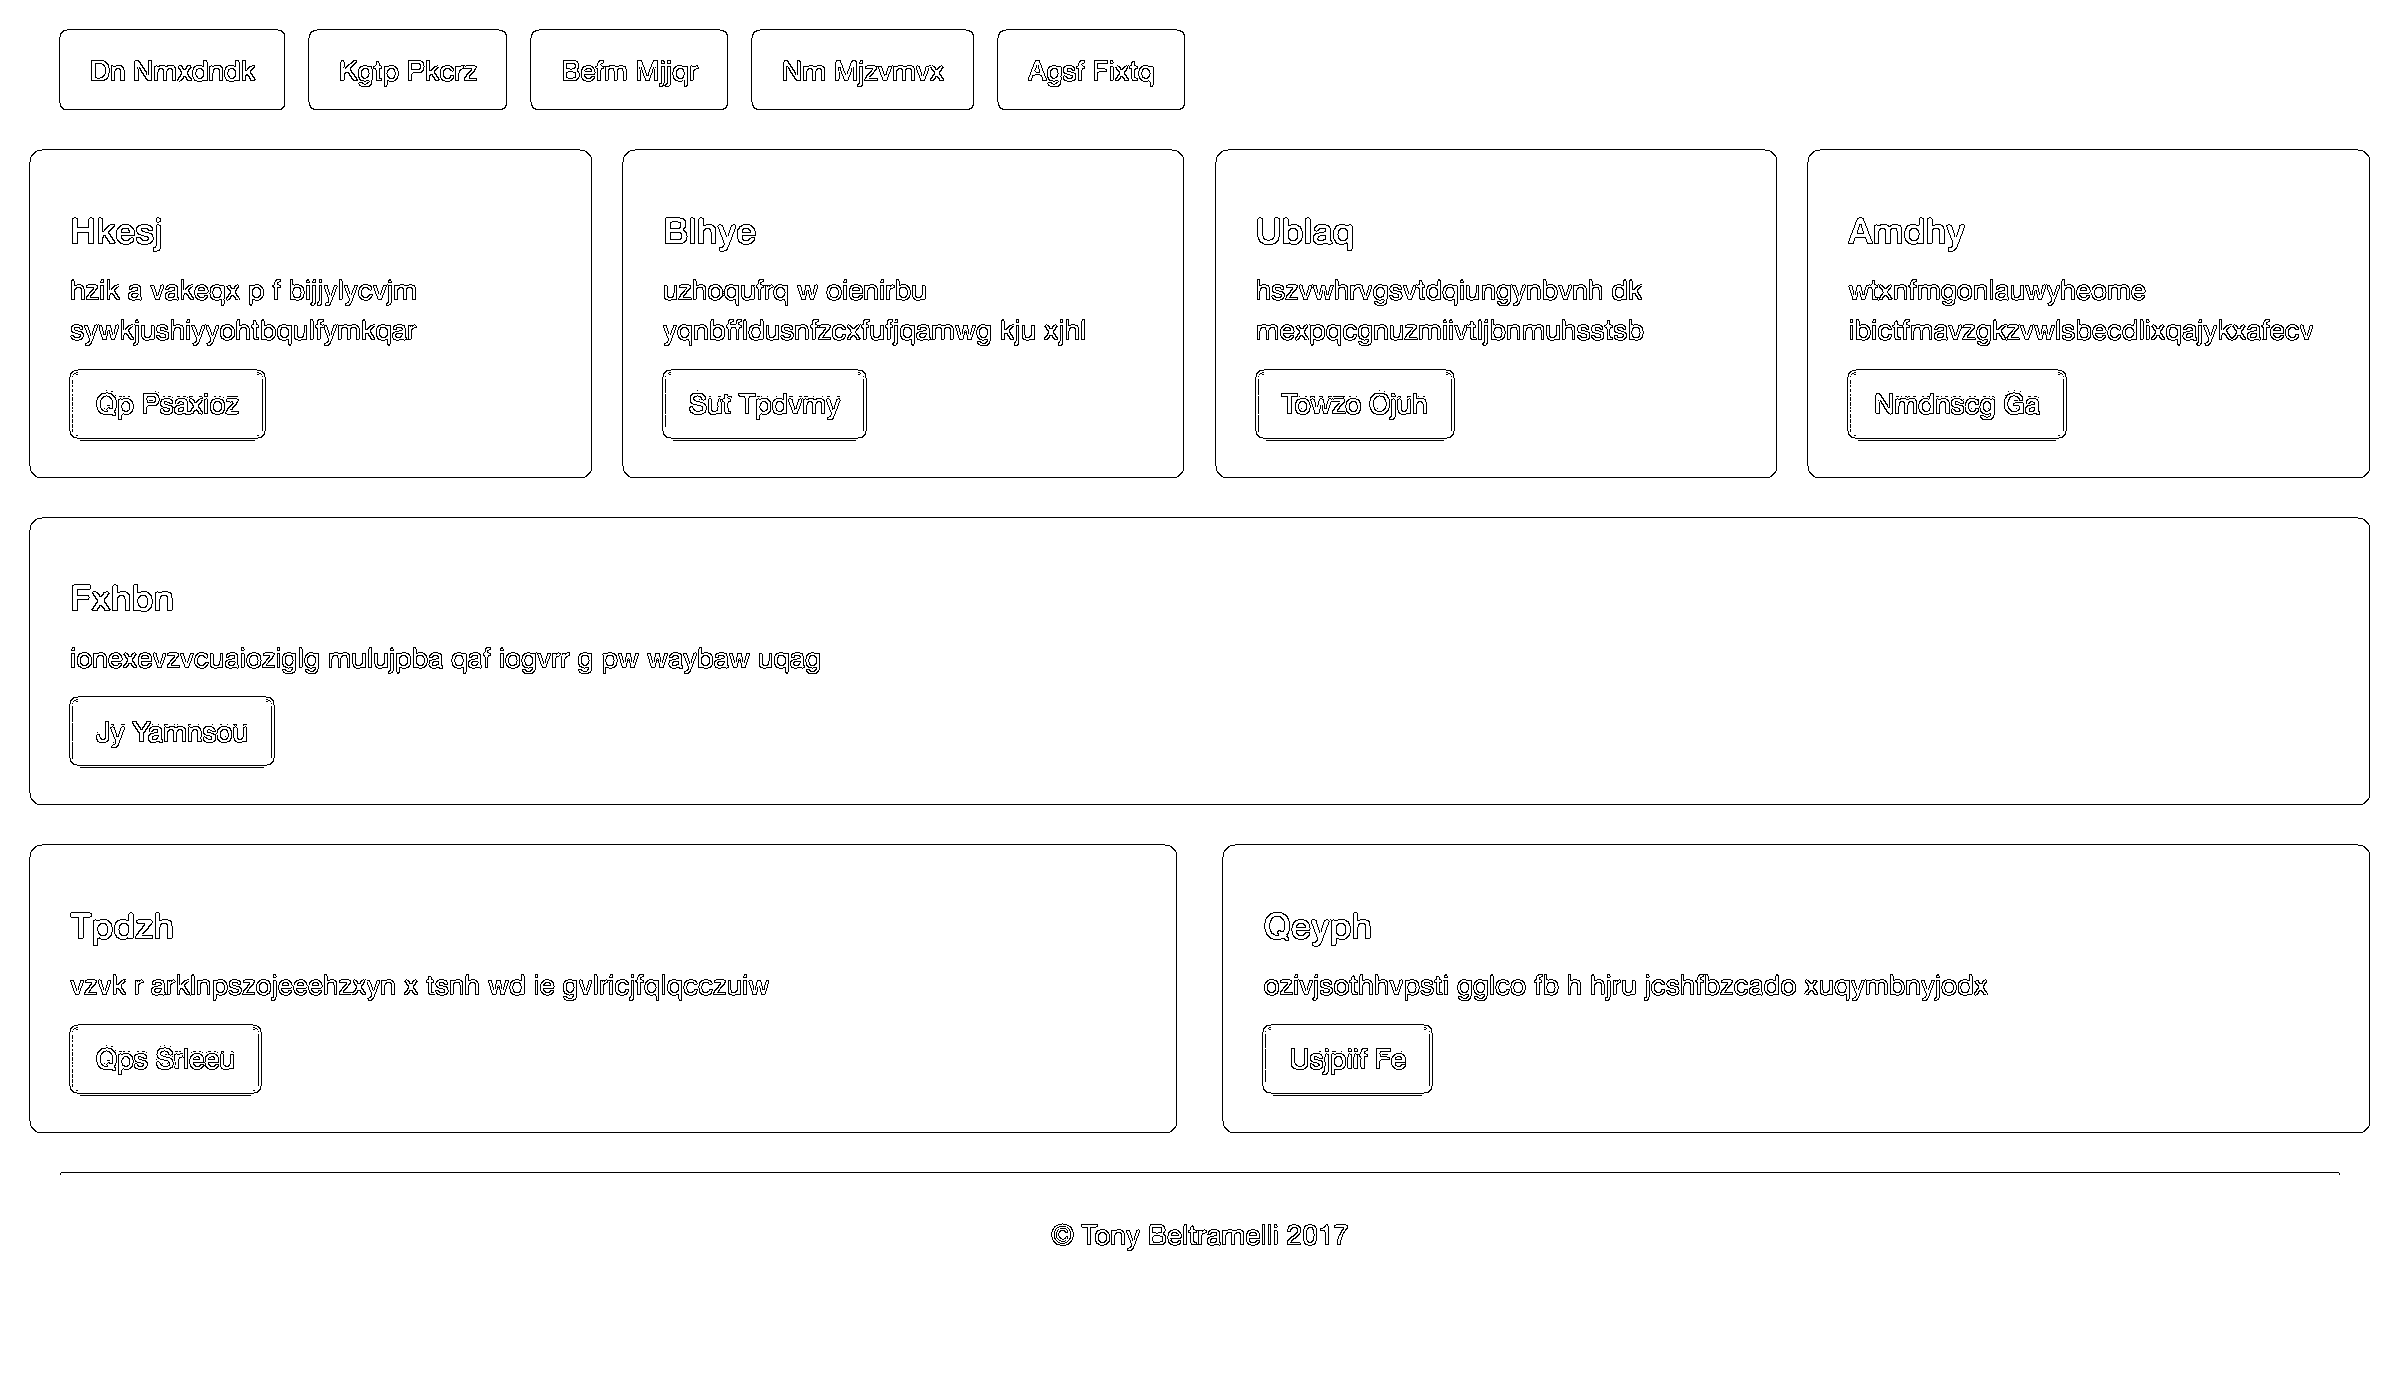 Dn Nmxdndk
Kgtp Pkcrz
Befm Mjjqr
Nm Mjzvmvx
Agsf Fixtq
Hkesj
hzik a vakeqx p f bijjylycvjm
sywkjushiyyohtbqulfymkqar
Qp Psaxioz
Blhye
uzhoqufrq w oienirbu
yqnbffldusnfzcxfufjqamwg kju xjhl
Sut Tpdvmy
Ublaq
hszvwhrvgsvtdqiungynbvnh dk
mexpqcgnuzmiivtljbnmuhsstsb
Towzo Ojuh
Amdhy
wtxnfmgonlauwyheome
ibictfmavzgkzvwlsbecdlixqajykxafecv
Nmdnscg Ga
Fxhbn
ionexevzvcuaioziglg mulujpba qaf iogvrr g pw waybaw uqag
Jy Yamnsou
Tpdzh
vzvk r arklnpszojeeehzxyn x tsnh wd ie gvlricjfqlqcczuiw
Qps Srleeu
Qeyph
ozivjsothhvpsti gglco fb h hjru jcshfbzcado xuqymbnyjodx
Usjpiif Fe
© Tony Beltramelli 2017